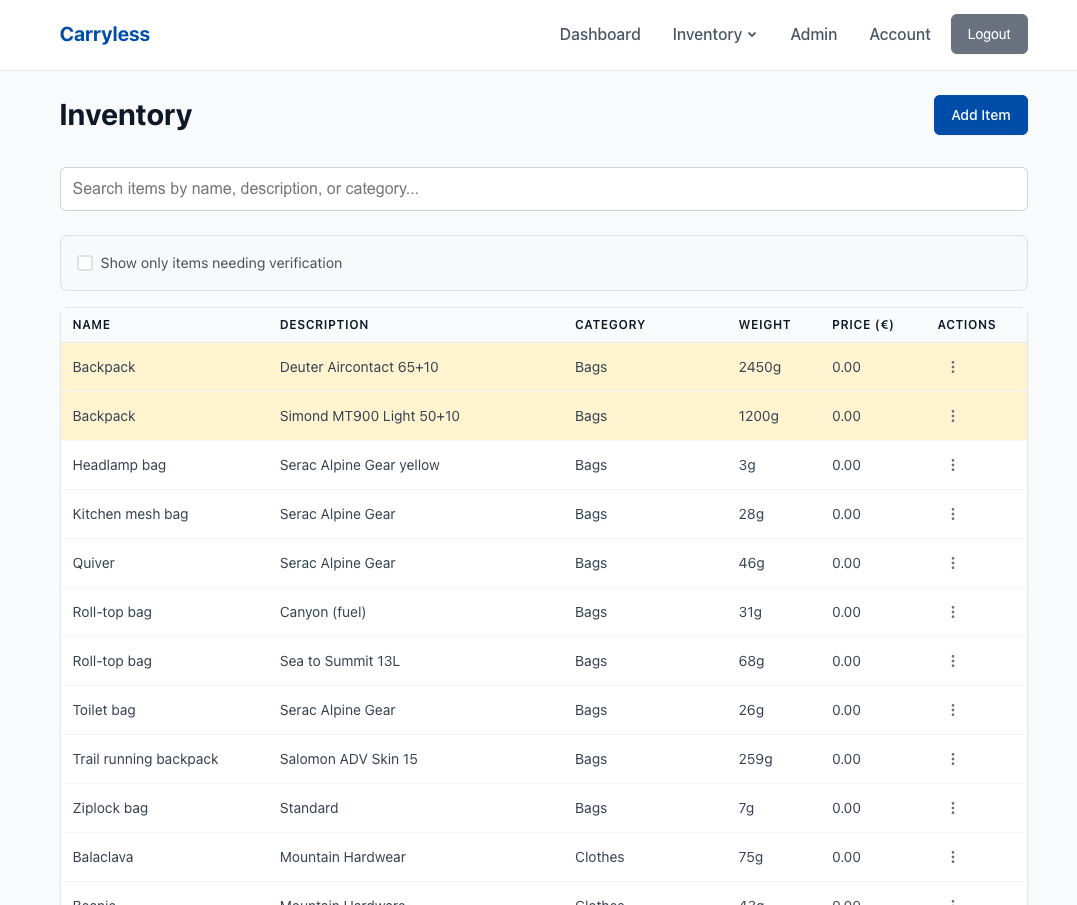 Carryless Dashboard Inventory Admin Account Logout
Inventory Add Item
Search items by name, description, or category...
Show only items needing verification
NAME DESCRIPTION CATEGORY WEIGHT PRICE (€) ACTIONS
Backpack Deuter Aircontact 65+10 Bags 2450g 0.00
Backpack Simond MT900 Light 50+10 Bags 1200g 0.00
Headlamp bag Serac Alpine Gear yellow Bags 3g 0.00
Kitchen mesh bag Serac Alpine Gear Bags 28g 0.00
Quiver Serac Alpine Gear Bags 46g 0.00
Roll-top bag Canyon (fuel) Bags 31g 0.00
Roll-top bag Sea to Summit 13L Bags 68g 0.00
Toilet bag Serac Alpine Gear Bags 26g 0.00
Trail running backpack Salomon ADV Skin 15 Bags 259g 0.00
Ziplock bag Standard Bags 7g 0.00
Balaclava Mountain Hardwear Clothes 75g 0.00